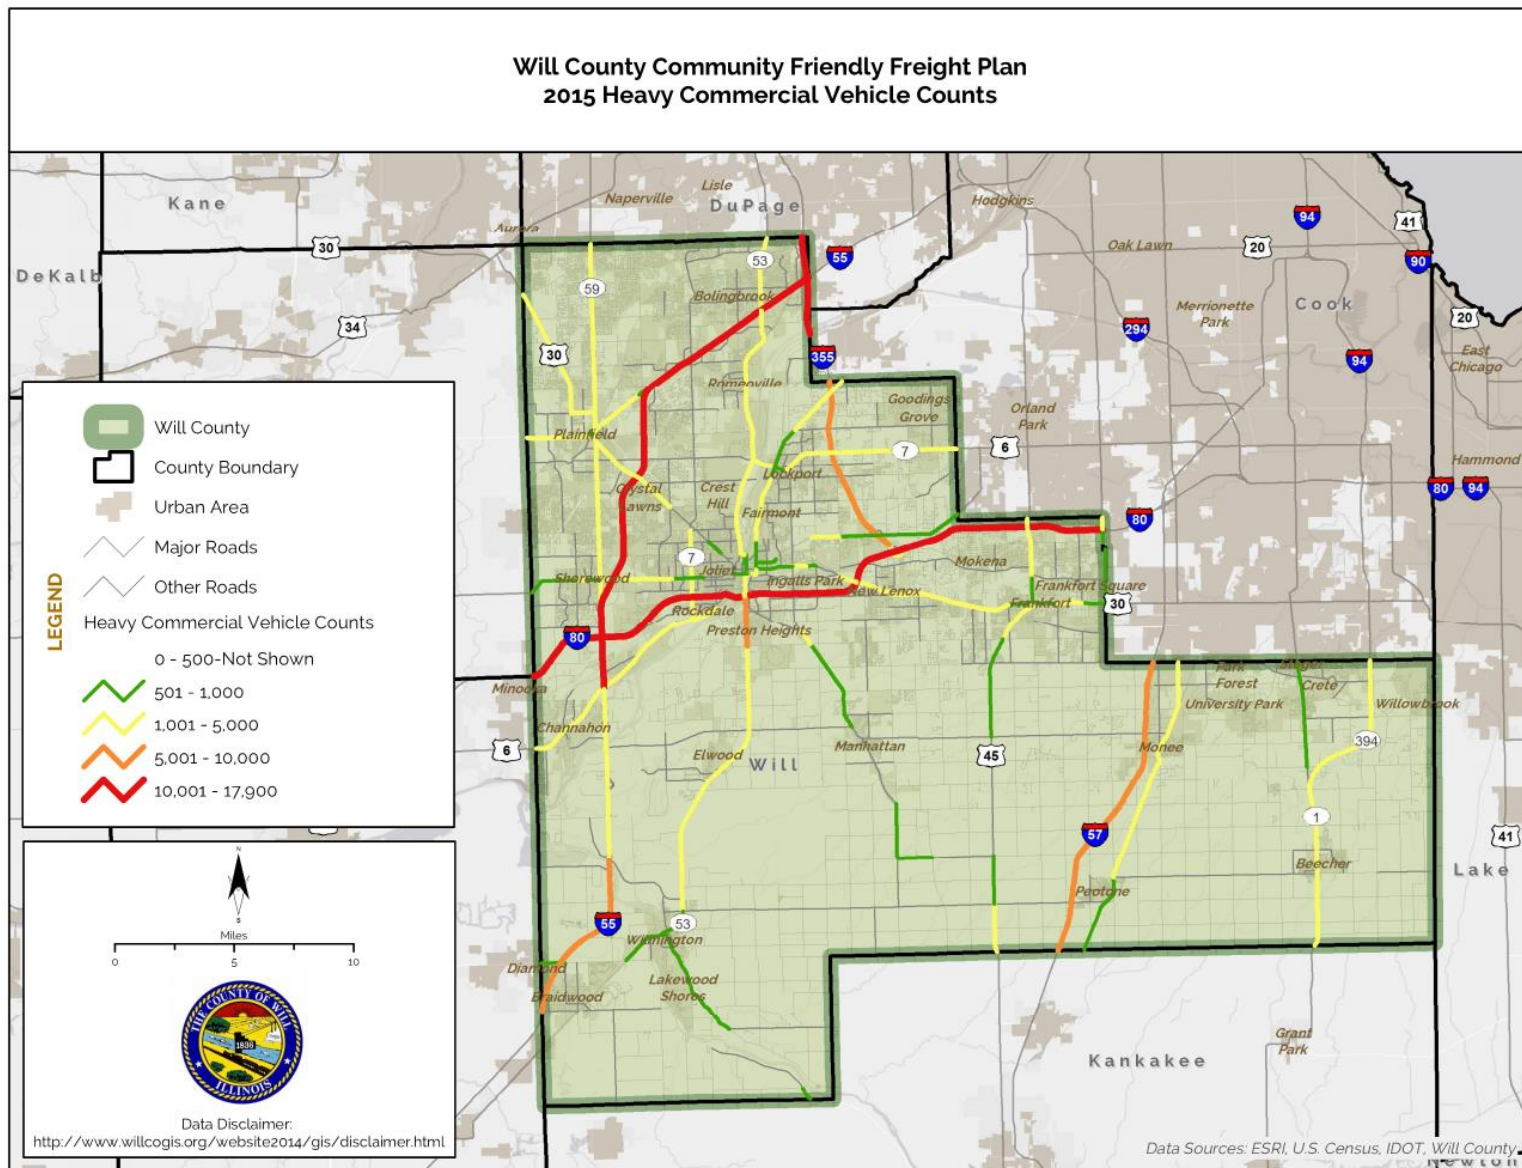 Will County Community Friendly Freight Plan
2015 Heavy Commercial Vehicle Counts
Kane
Naperville
Lisle
DuPage
Hodgkins
94
41
Aurora
30
DeKalb
53
55
Oak Lawn
20
90
59
Bolingbrook
Merrionette
Park
Cook
34
30
294
20
355
94
East
Chicago
Romeoville
Goodings
Grove
Orland
Park
Plainfield
7
6
Hammond
Lockport
Crystal
Lawns
Crest
Hill
Fairmont
80
94
80
7
Joliet
Mokena
Shorewood
Ingalls Park
New Lenox
Frankfort Square
Frankfort
30
Rockdale
Preston Heights
80
Minooka
Park
Forest
Steger
Crete
University Park
Willowbrook
Channahon
6
Elwood
Will
Manhattan
45
Monee
394
57
1
41
Beecher
Lake
Peotone
55
53
Wilmington
Diamond
Braidwood
Lakewood
Shores
Grant
Park
Kankakee
Newton
LEGEND
Will County
County Boundary
Urban Area
Major Roads
Other Roads
Heavy Commercial Vehicle Counts
0 - 500-Not Shown
501 - 1,000
1,001 - 5,000
5,001 - 10,000
10,001 - 17,900
N
S
Miles
0 5 10
THE COUNTY OF WILL
1836
ILLINOIS
Data Disclaimer:
http://www.willcogis.org/website2014/gis/disclaimer.html
Data Sources: ESRI, U.S. Census, IDOT, Will County